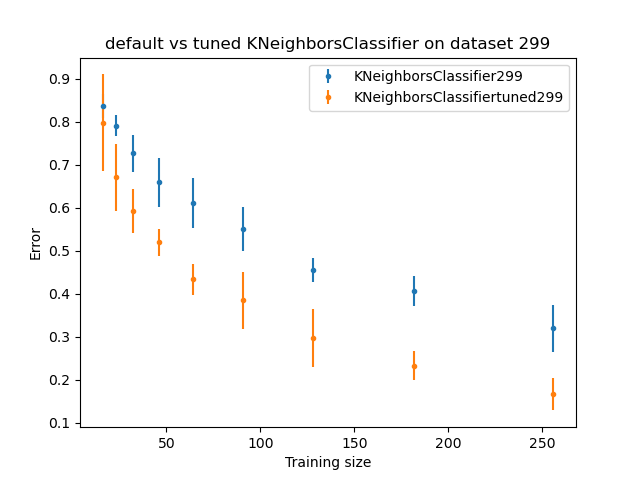 default vs tuned KNeighborsClassifier on dataset 299
KNeighborsClassifier299
KNeighborsClassifiertuned299
0.9
0.8
0.7
0.6
0.5
0.4
0.3
0.2
0.1
Error
50
100
150
200
250
Training size